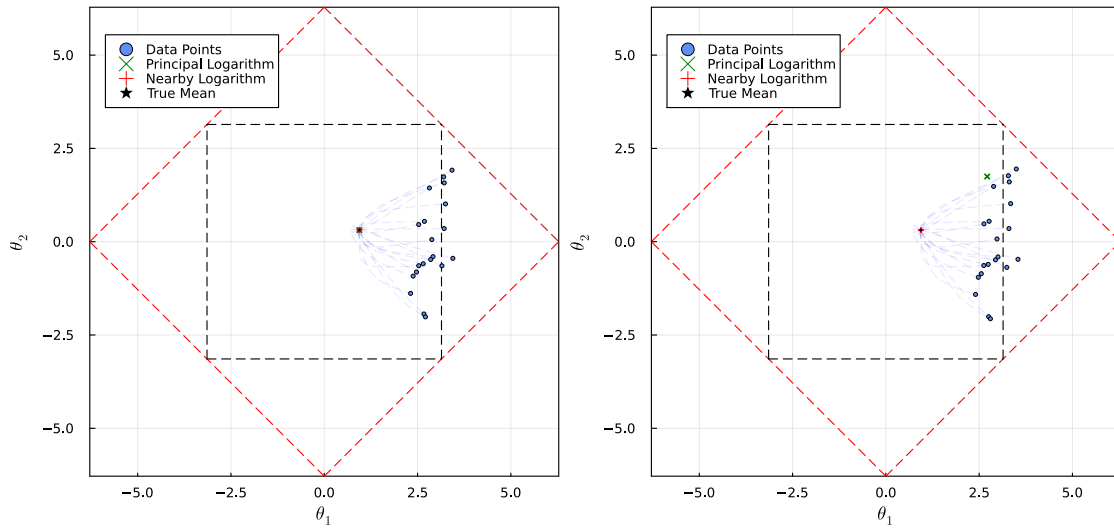 5.0
2.5
0.0
−2.5
−5.0
θ₂
Data Points
Principal Logarithm
Nearby Logarithm
True Mean
−5.0
−2.5
0.0
2.5
5.0
θ₁
5.0
2.5
0.0
−2.5
−5.0
θ₂
Data Points
Principal Logarithm
Nearby Logarithm
True Mean
−5.0
−2.5
0.0
2.5
5.0
θ₁